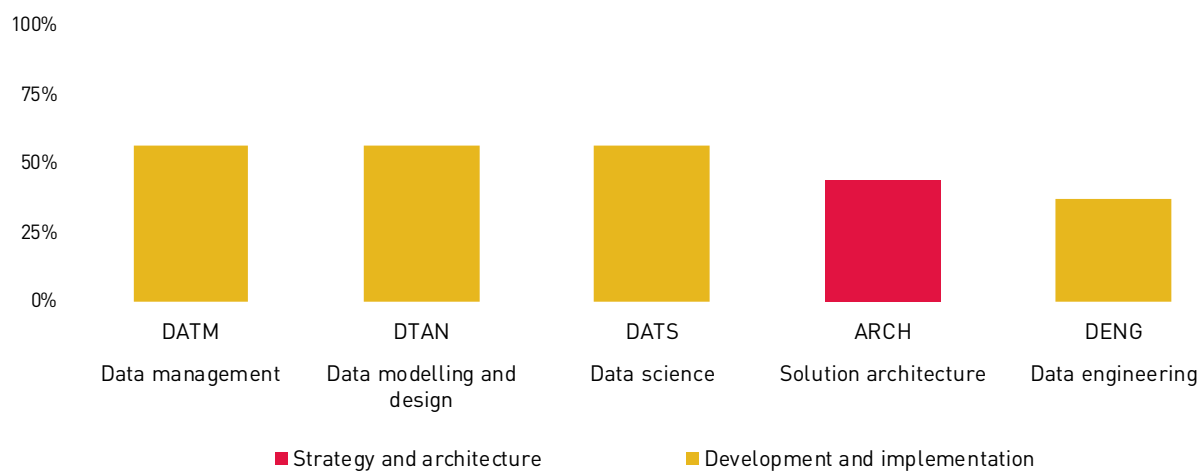 100%
75%
50%
25%
0%
DATM DTAN DATS ARCH DENG
Data management Data modelling and Data science Solution architecture Data engineering
design
Strategy and architecture Development and implementation